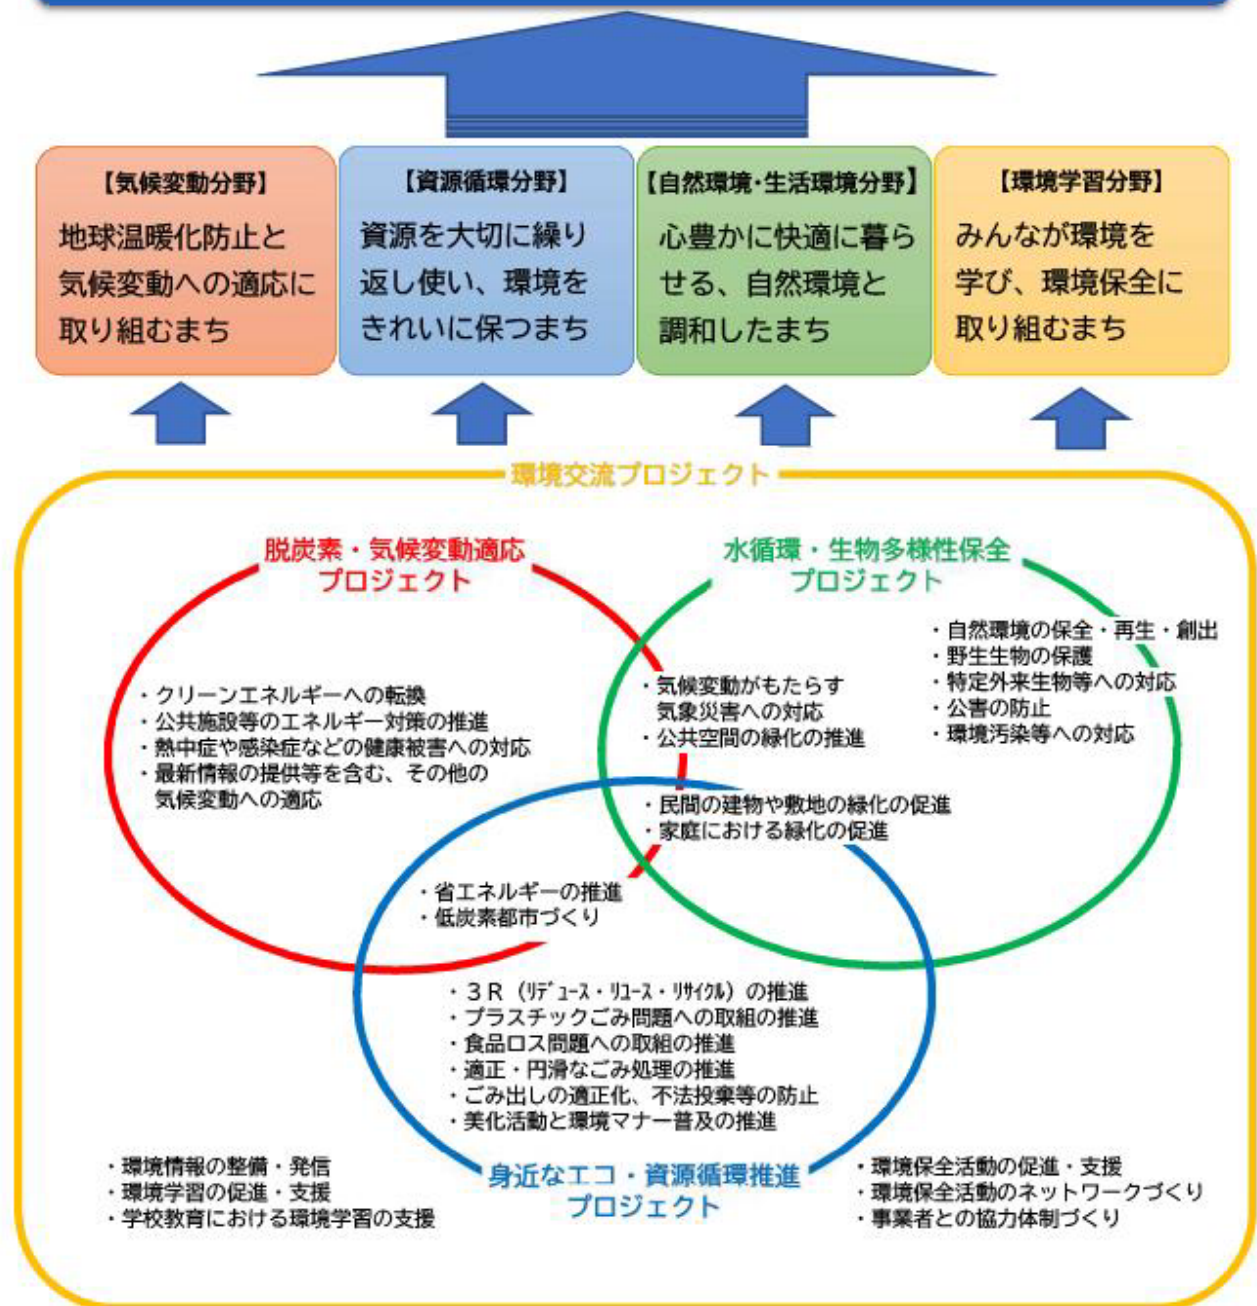 【気候変動分野】
地球温暖化防止と
気候変動への適応に
取り組むまち
【資源循環分野】
資源を大切に繰り
返し使い、環境を
きれいに保つまち
【自然環境・生活環境分野】
心豊かに快適に暮ら
せる、自然環境と
調和したまち
【環境学習分野】
みんなが環境を
学び、環境保全に
取り組むまち
環境交流プロジェクト
脱炭素・気候変動適応
プロジェクト
・クリーンエネルギーへの転換
・公共施設等のエネルギー対策の推進
・熱中症や感染症などの健康被害への対応
・最新情報の提供等を含む、その他の
気候変動への適応
水循環・生物多様性保全
プロジェクト
・自然環境の保全・再生・創出
・野生生物の保護
・特定外来生物等への対応
・公害の防止
・環境汚染等への対応
・気候変動がもたらす
気象災害への対応
・公共空間の緑化の推進
・民間の建物や敷地の緑化の促進
・家庭における緑化の促進
・省エネルギーの推進
・低炭素都市づくり
・３Ｒ（ﾘﾃﾞｭｰｽ・ﾘﾕｰｽ・ﾘｻｲｸﾙ）の推進
・プラスチックごみ問題への取組の推進
・食品ロス問題への取組の推進
・適正・円滑なごみ処理の推進
・ごみ出しの適正化、不法投棄等の防止
・美化活動と環境マナー普及の推進
身近なエコ・資源循環推進
プロジェクト
・環境情報の整備・発信
・環境学習の促進・支援
・学校教育における環境学習の支援
・環境保全活動の促進・支援
・環境保全活動のネットワークづくり
・事業者との協力体制づくり